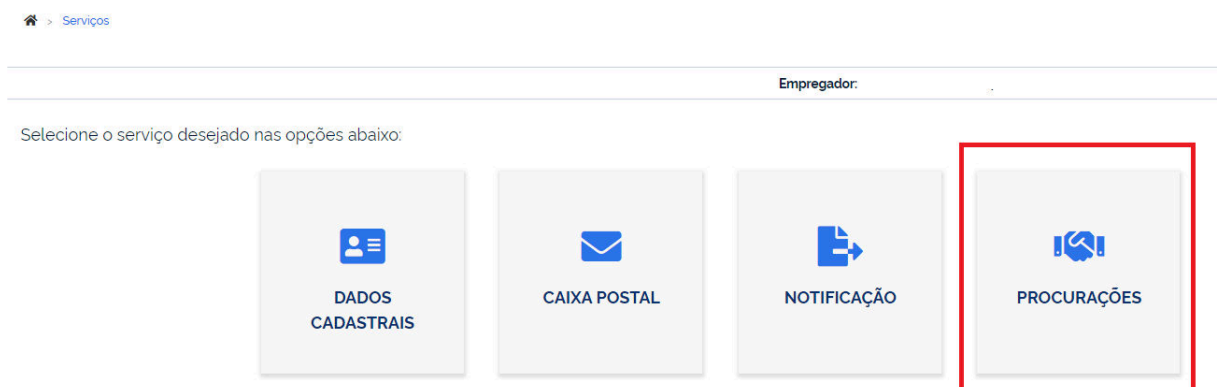 > Serviços
Empregador:
Selecione o serviço desejado nas opções abaixo:
DADOS
CADASTRAIS
CAIXA POSTAL
NOTIFICAÇÃO
PROCURAÇÕES